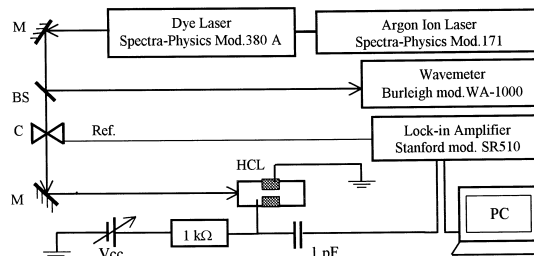 M
Dye Laser
Spectra-Physics Mod.380 A
Argon Ion Laser
Spectra-Physics Mod.171
BS
Wavemeter
Burleigh mod.WA-1000
C
Ref.
Lock-in Amplifier
Stanford mod. SR510
HCL
M
PC
1 kΩ
Vcc
1 pF